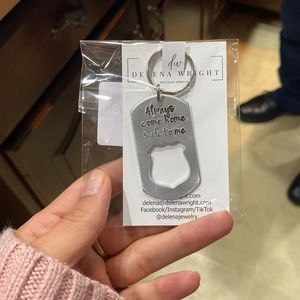 dw
DELENA WRIGHT
Always
come home
safe to me
delena@delenawright.com
Facebook/Instagram/TikTok
@delenajewelry